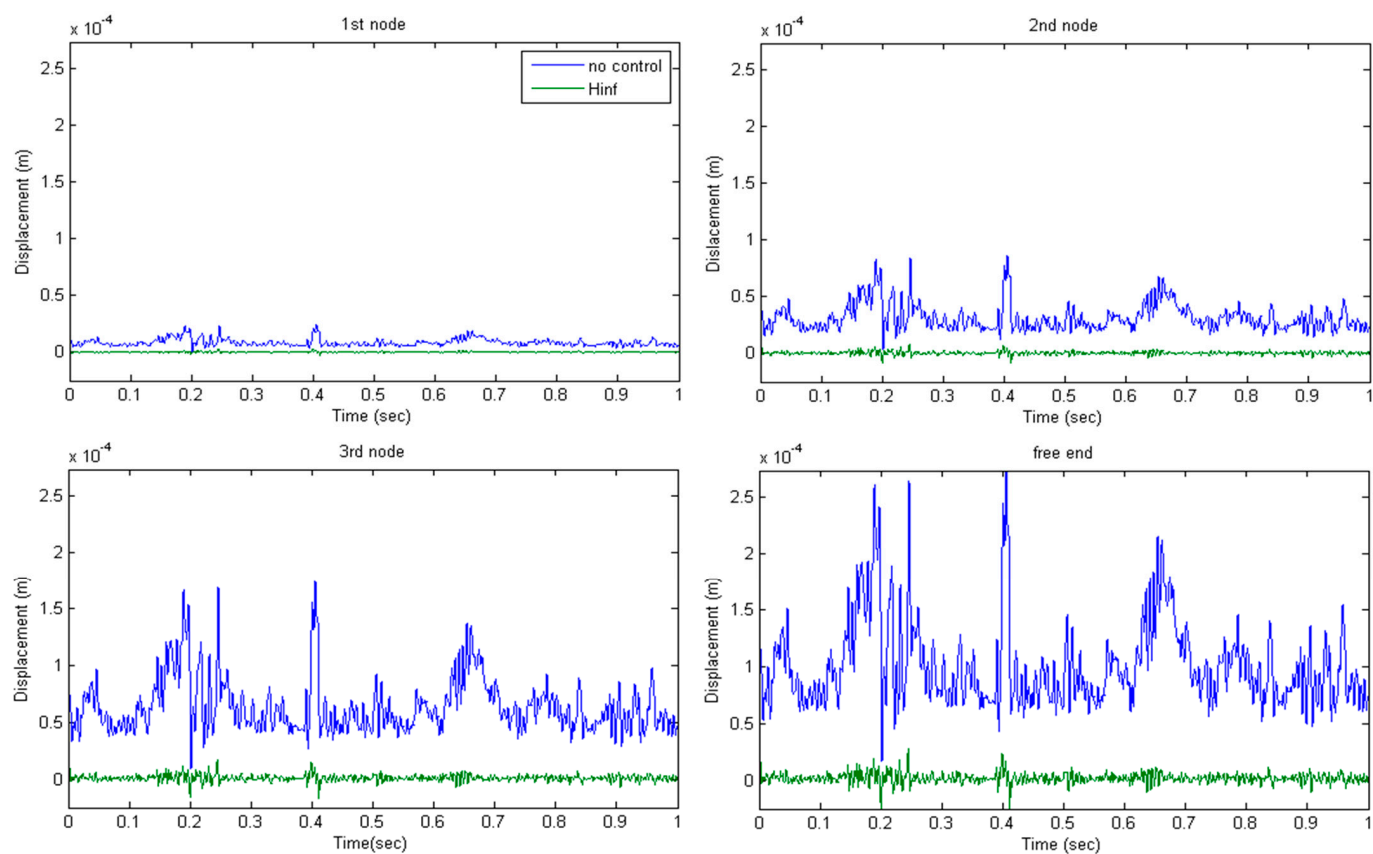 x 10^-4
1st node
2.5
2
1.5
1
0.5
0
Displacement (m)
no control
Hinf
0 0.1 0.2 0.3 0.4 0.5 0.6 0.7 0.8 0.9 1
Time (sec)
x 10^-4
2nd node
2.5
2
1.5
1
0.5
0
Dislacement (m)
0 0.1 0.2 0.3 0.4 0.5 0.6 0.7 0.8 0.9 1
Time (sec)
x 10^-4
3rd node
2.5
2
1.5
1
0.5
0
Displacement (m)
0 0.1 0.2 0.3 0.4 0.5 0.6 0.7 0.8 0.9 1
Time(sec)
x 10^-4
free end
2.5
2
1.5
1
0.5
0
Displacement (m)
0 0.1 0.2 0.3 0.4 0.5 0.6 0.7 0.8 0.9 1
Time (sec)